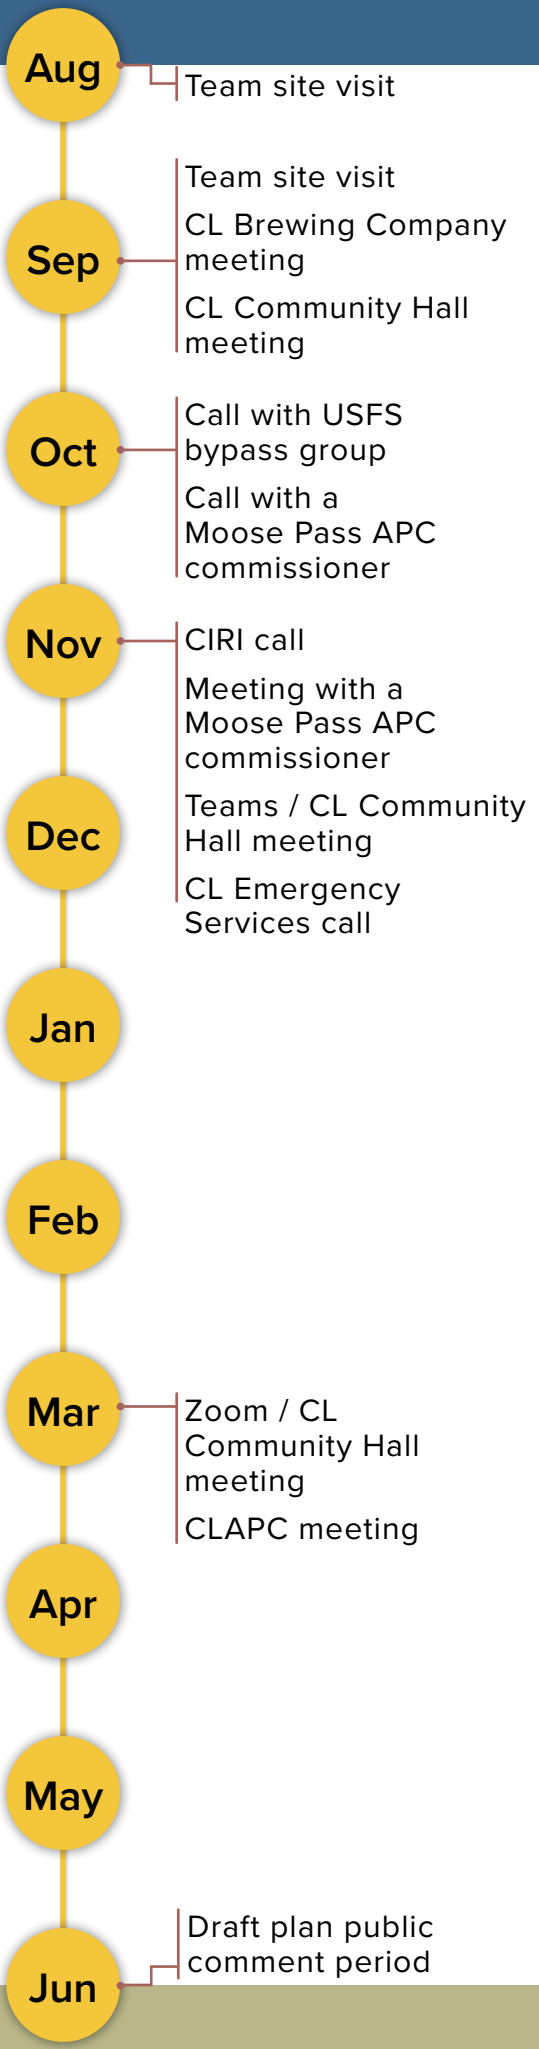 Aug
Team site visit
Sep
Team site visit
CL Brewing Company
meeting
CL Community Hall
meeting
Oct
Call with USFS
bypass group
Call with a
Moose Pass APC
commissioner
Nov
CIRI call
Meeting with a
Moose Pass APC
commissioner
Teams / CL Community
Hall meeting
CL Emergency
Services call
Dec
Jan
Feb
Mar
Zoom / CL
Community Hall
meeting
CLAPC meeting
Apr
May
Jun
Draft plan public
comment period